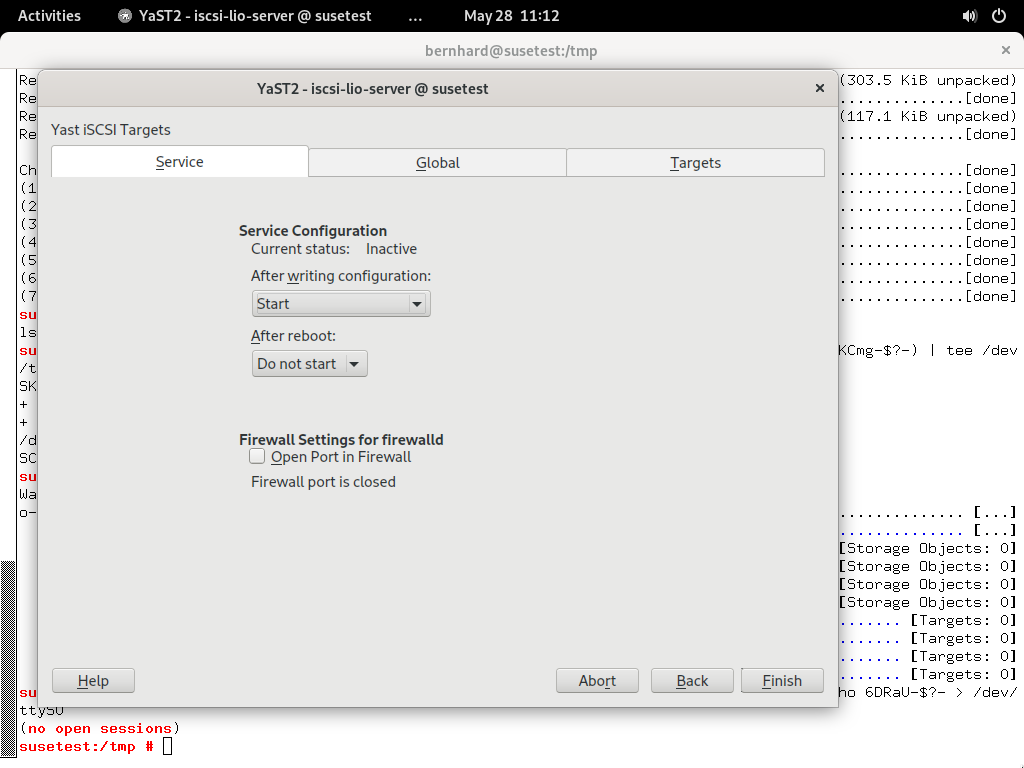 Activities YaST2 - iscsi-lio-server @ susetest ... May 28 11:12
bernhard@susetest:/tmp ×
Re (303.5 KiB unpacked)
Re ..............[done]
Re (117.1 KiB unpacked)
Re ..............[done]
Ch ..............[done]
(1 ..............[done]
(2 ..............[done]
(3 ..............[done]
(4 ..............[done]
(5 ..............[done]
(6 ..............[done]
(7 ..............[done]
su
ls
su KCmg-$?-) | tee /dev
/t
SK
+
+
/d
SC
su
Wa
o- .............. [...]
.............. [...]
[Storage Objects: 0]
[Storage Objects: 0]
[Storage Objects: 0]
[Storage Objects: 0]
....... [Targets: 0]
....... [Targets: 0]
....... [Targets: 0]
....... [Targets: 0]
su ho 6DRaU-$?- > /dev/
ttyS0
(no open sessions)
susetest:/tmp #
YaST2 - iscsi-lio-server @ susetest ×
Yast iSCSI Targets
Service Global Targets
Service Configuration
Current status: Inactive
After writing configuration:
Start
After reboot:
Do not start
Firewall Settings for firewalld
Open Port in Firewall
Firewall port is closed
Help Abort Back Finish